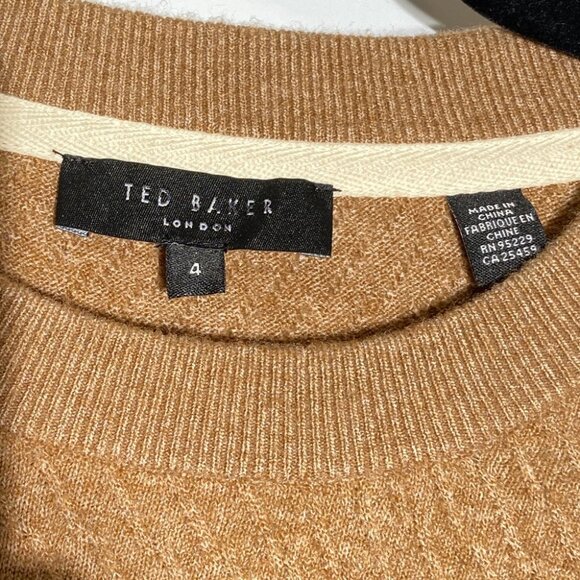 TED BAKER
LONDON
4
MADE IN
CHINA
FABRIQUE EN
CHINE
RN 95229
CA 25459